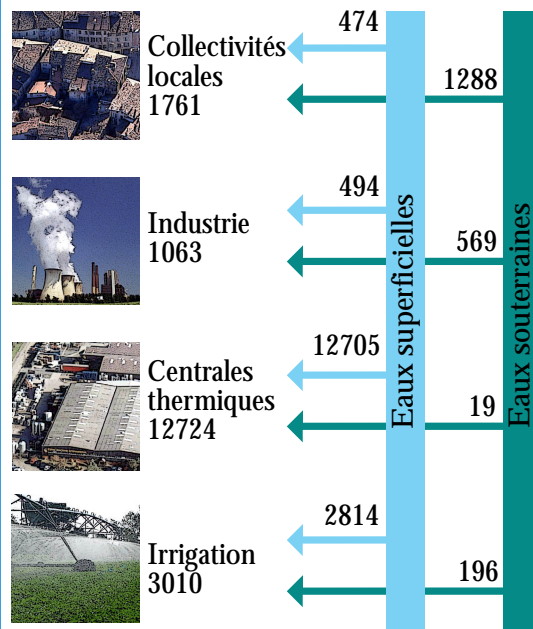 474
Collectivités
locales
1761
1288
494
Industrie
1063
569
12705
Centrales
thermiques
12724
19
2814
Irrigation
3010
196
Eaux superficielles
Eaux souterraines